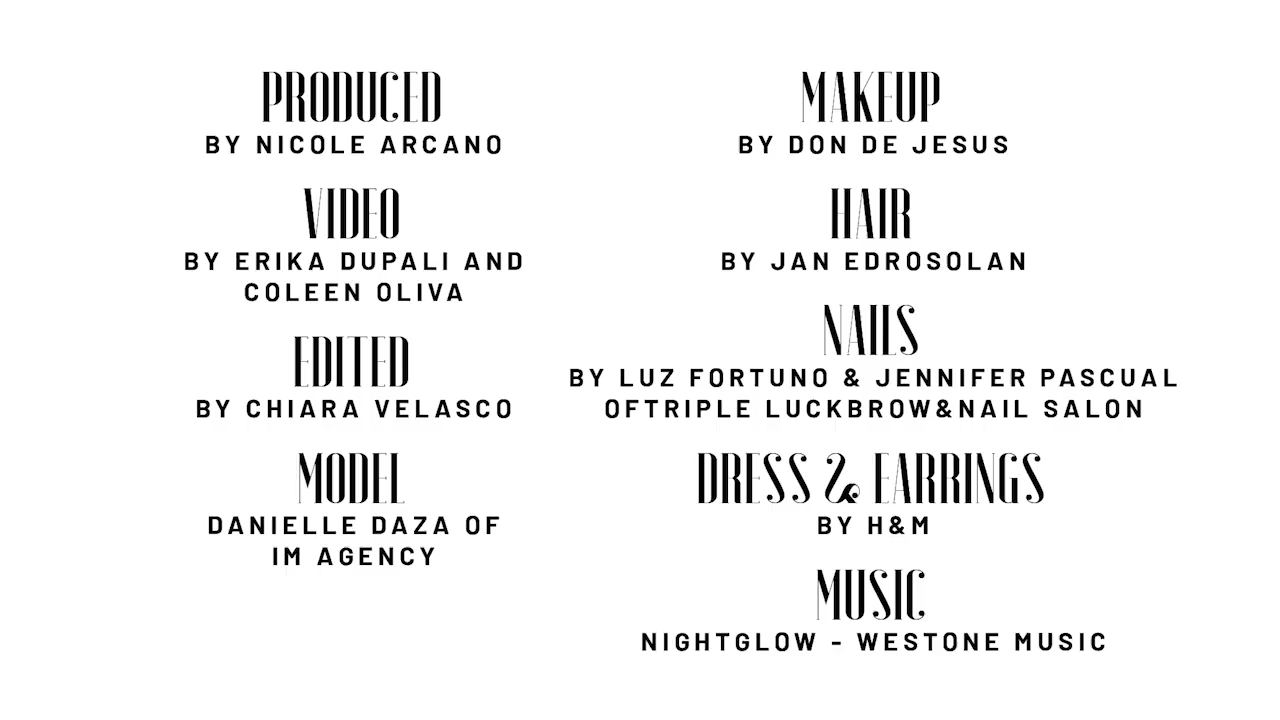 PRODUCED
BY NICOLE ARCANO
VIDEO
BY ERIKA DUPALI AND
COLEEN OLIVA
EDITED
BY CHIARA VELASCO
MODEL
DANIELLE DAZA OF
IM AGENCY
MAKEUP
BY DON DE JESUS
HAIR
BY JAN EDROSOLAN
NAILS
BY LUZ FORTUNO & JENNIFER PASCUAL
OFTRIPLE LUCKBROW&NAIL SALON
DRESS & EARRINGS
BY H&M
MUSIC
NIGHTGLOW - WESTONE MUSIC